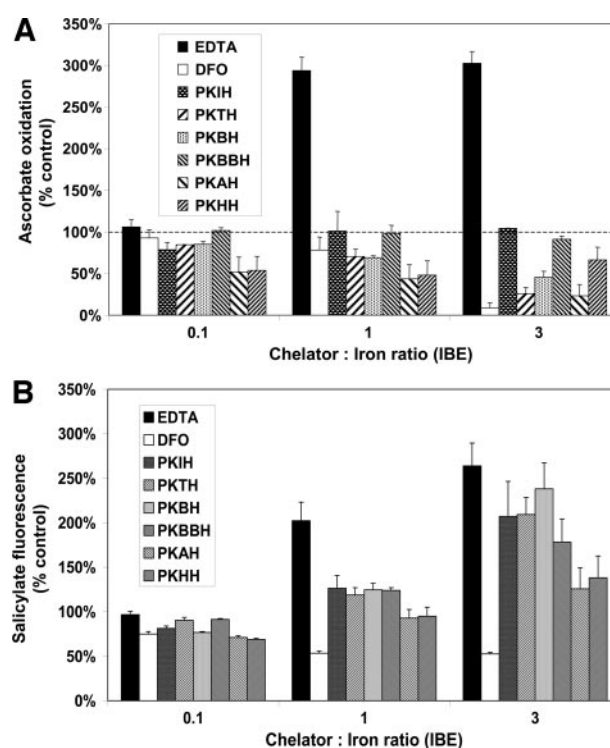 A
Ascorbate oxidation
(% control)
350%
300%
250%
200%
150%
100%
50%
0%
EDTA
DFO
PKIH
PKTH
PKBH
PKBBH
PKAH
PKHH
0.1
1
3
Chelator : Iron ratio (IBE)
B
Salicylate fluorescence
(% control)
350%
300%
250%
200%
150%
100%
50%
0%
EDTA
DFO
PKIH
PKTH
PKBH
PKBBH
PKAH
PKHH
0.1
1
3
Chelator : Iron ratio (IBE)